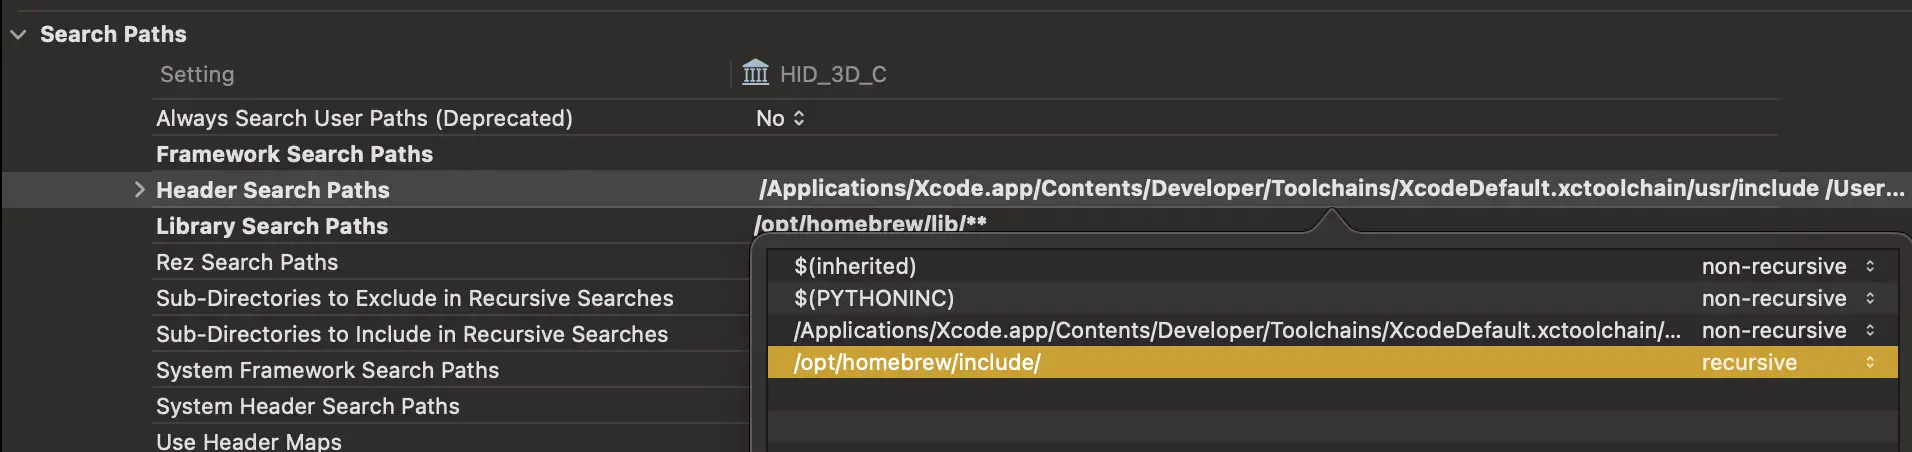 Search Paths
Setting HID_3D_C
Always Search User Paths (Deprecated) No
Framework Search Paths
Header Search Paths /Applications/Xcode.app/Contents/Developer/Toolchains/XcodeDefault.xctoolchain/usr/include /User...
Library Search Paths /opt/homebrew/lib/**
Rez Search Paths
$(inherited) non-recursive
Sub-Directories to Exclude in Recursive Searches
$(PYTHONINC) non-recursive
Sub-Directories to Include in Recursive Searches
/Applications/Xcode.app/Contents/Developer/Toolchains/XcodeDefault.xctoolchain/... non-recursive
System Framework Search Paths
/opt/homebrew/include/ recursive
System Header Search Paths
Use Header Maps